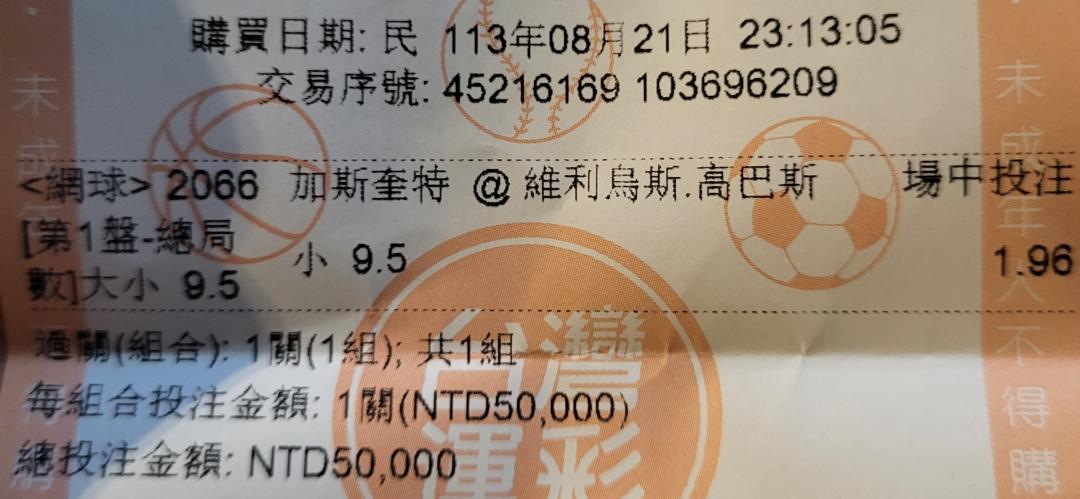 購買日期: 民 113年08月21日 23:13:05
交易序號: 45216169 103696209
<網球> 2066 加斯奎特 @ 維利烏斯.高巴斯 場中投注
[第1盤-總局
數]大小 9.5 小 9.5 1.96
過關(組合): 1關(1組); 共1組
每組合投注金額: 1關(NTD50,000)
總投注金額: NTD50,000
台灣
運彩
未成年
未成年人不得購